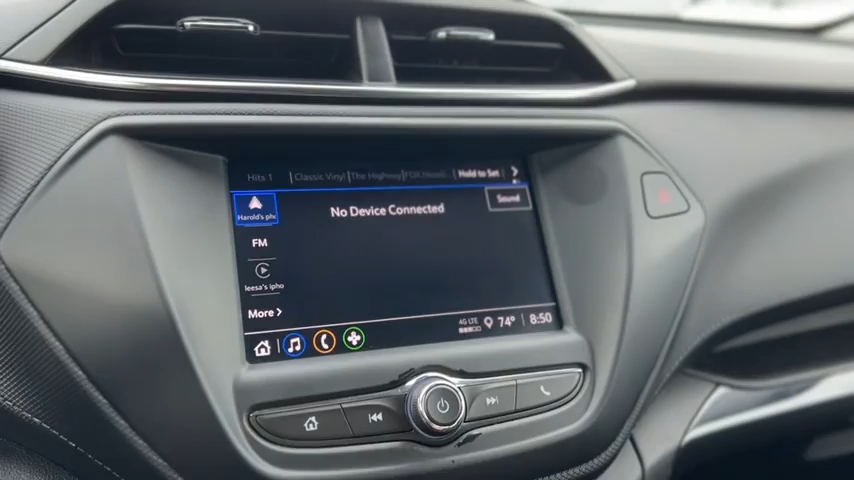 Hits 1 | Classic Vinyl | The Highway | Hold to Set
Harold's pho
No Device Connected
Sound
FM
leesa's ipho
More
4G LTE
74° | 8:50